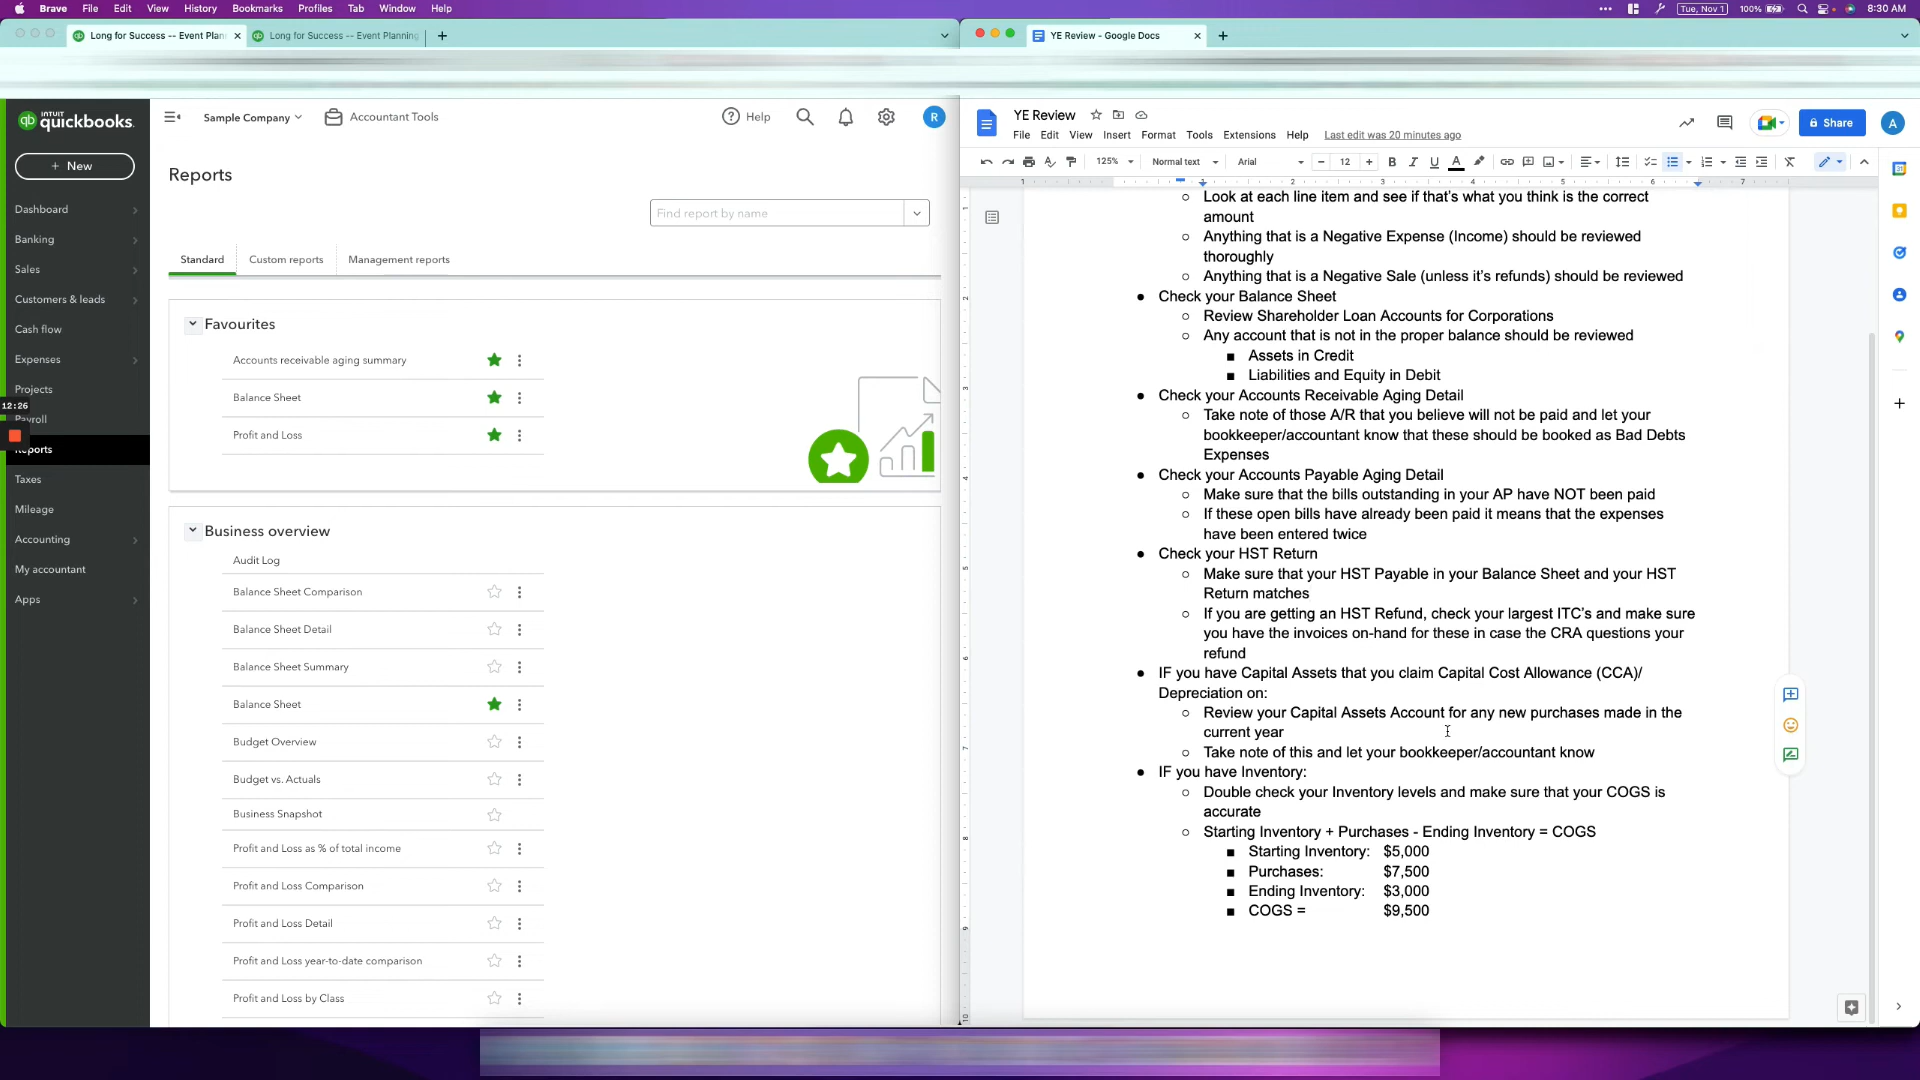 Brave File Edit View History Bookmarks Profiles Tab Window Help
Tue, Nov 1 100% 8:30 AM
Long for Success -- Event Plan
Long for Success -- Event Planning
YE Review - Google Docs
INTUIT
quickbooks.
Sample Company
Accountant Tools
Help
R
+ New
Reports
Find report by name
Standard
Custom reports
Management reports
Dashboard
Banking
Sales
Customers & leads
Cash flow
Expenses
Projects
12:26
Payroll
Reports
Taxes
Mileage
Accounting
My accountant
Apps
Favourites
Accounts receivable aging summary
Balance Sheet
Profit and Loss
Business overview
Audit Log
Balance Sheet Comparison
Balance Sheet Detail
Balance Sheet Summary
Balance Sheet
Budget Overview
Budget vs. Actuals
Business Snapshot
Profit and Loss as % of total income
Profit and Loss Comparison
Profit and Loss Detail
Profit and Loss year-to-date comparison
Profit and Loss by Class
YE Review
File Edit View Insert Format Tools Extensions Help Last edit was 20 minutes ago
Share
A
125% Normal text Arial - 12 + B I U A
1 1 2 3 4 5 6 7
○ Look at each line item and see if that's what you think is the correct
amount
○ Anything that is a Negative Expense (Income) should be reviewed
thoroughly
○ Anything that is a Negative Sale (unless it's refunds) should be reviewed
● Check your Balance Sheet
○ Review Shareholder Loan Accounts for Corporations
○ Any account that is not in the proper balance should be reviewed
■ Assets in Credit
■ Liabilities and Equity in Debit
● Check your Accounts Receivable Aging Detail
○ Take note of those A/R that you believe will not be paid and let your
bookkeeper/accountant know that these should be booked as Bad Debts
Expenses
● Check your Accounts Payable Aging Detail
○ Make sure that the bills outstanding in your AP have NOT been paid
○ If these open bills have already been paid it means that the expenses
have been entered twice
● Check your HST Return
○ Make sure that your HST Payable in your Balance Sheet and your HST
Return matches
○ If you are getting an HST Refund, check your largest ITC's and make sure
you have the invoices on-hand for these in case the CRA questions your
refund
● IF you have Capital Assets that you claim Capital Cost Allowance (CCA)/
Depreciation on:
○ Review your Capital Assets Account for any new purchases made in the
current year
○ Take note of this and let your bookkeeper/accountant know
● IF you have Inventory:
○ Double check your Inventory levels and make sure that your COGS is
accurate
○ Starting Inventory + Purchases - Ending Inventory = COGS
■ Starting Inventory: $5,000
■ Purchases: $7,500
■ Ending Inventory: $3,000
■ COGS = $9,500